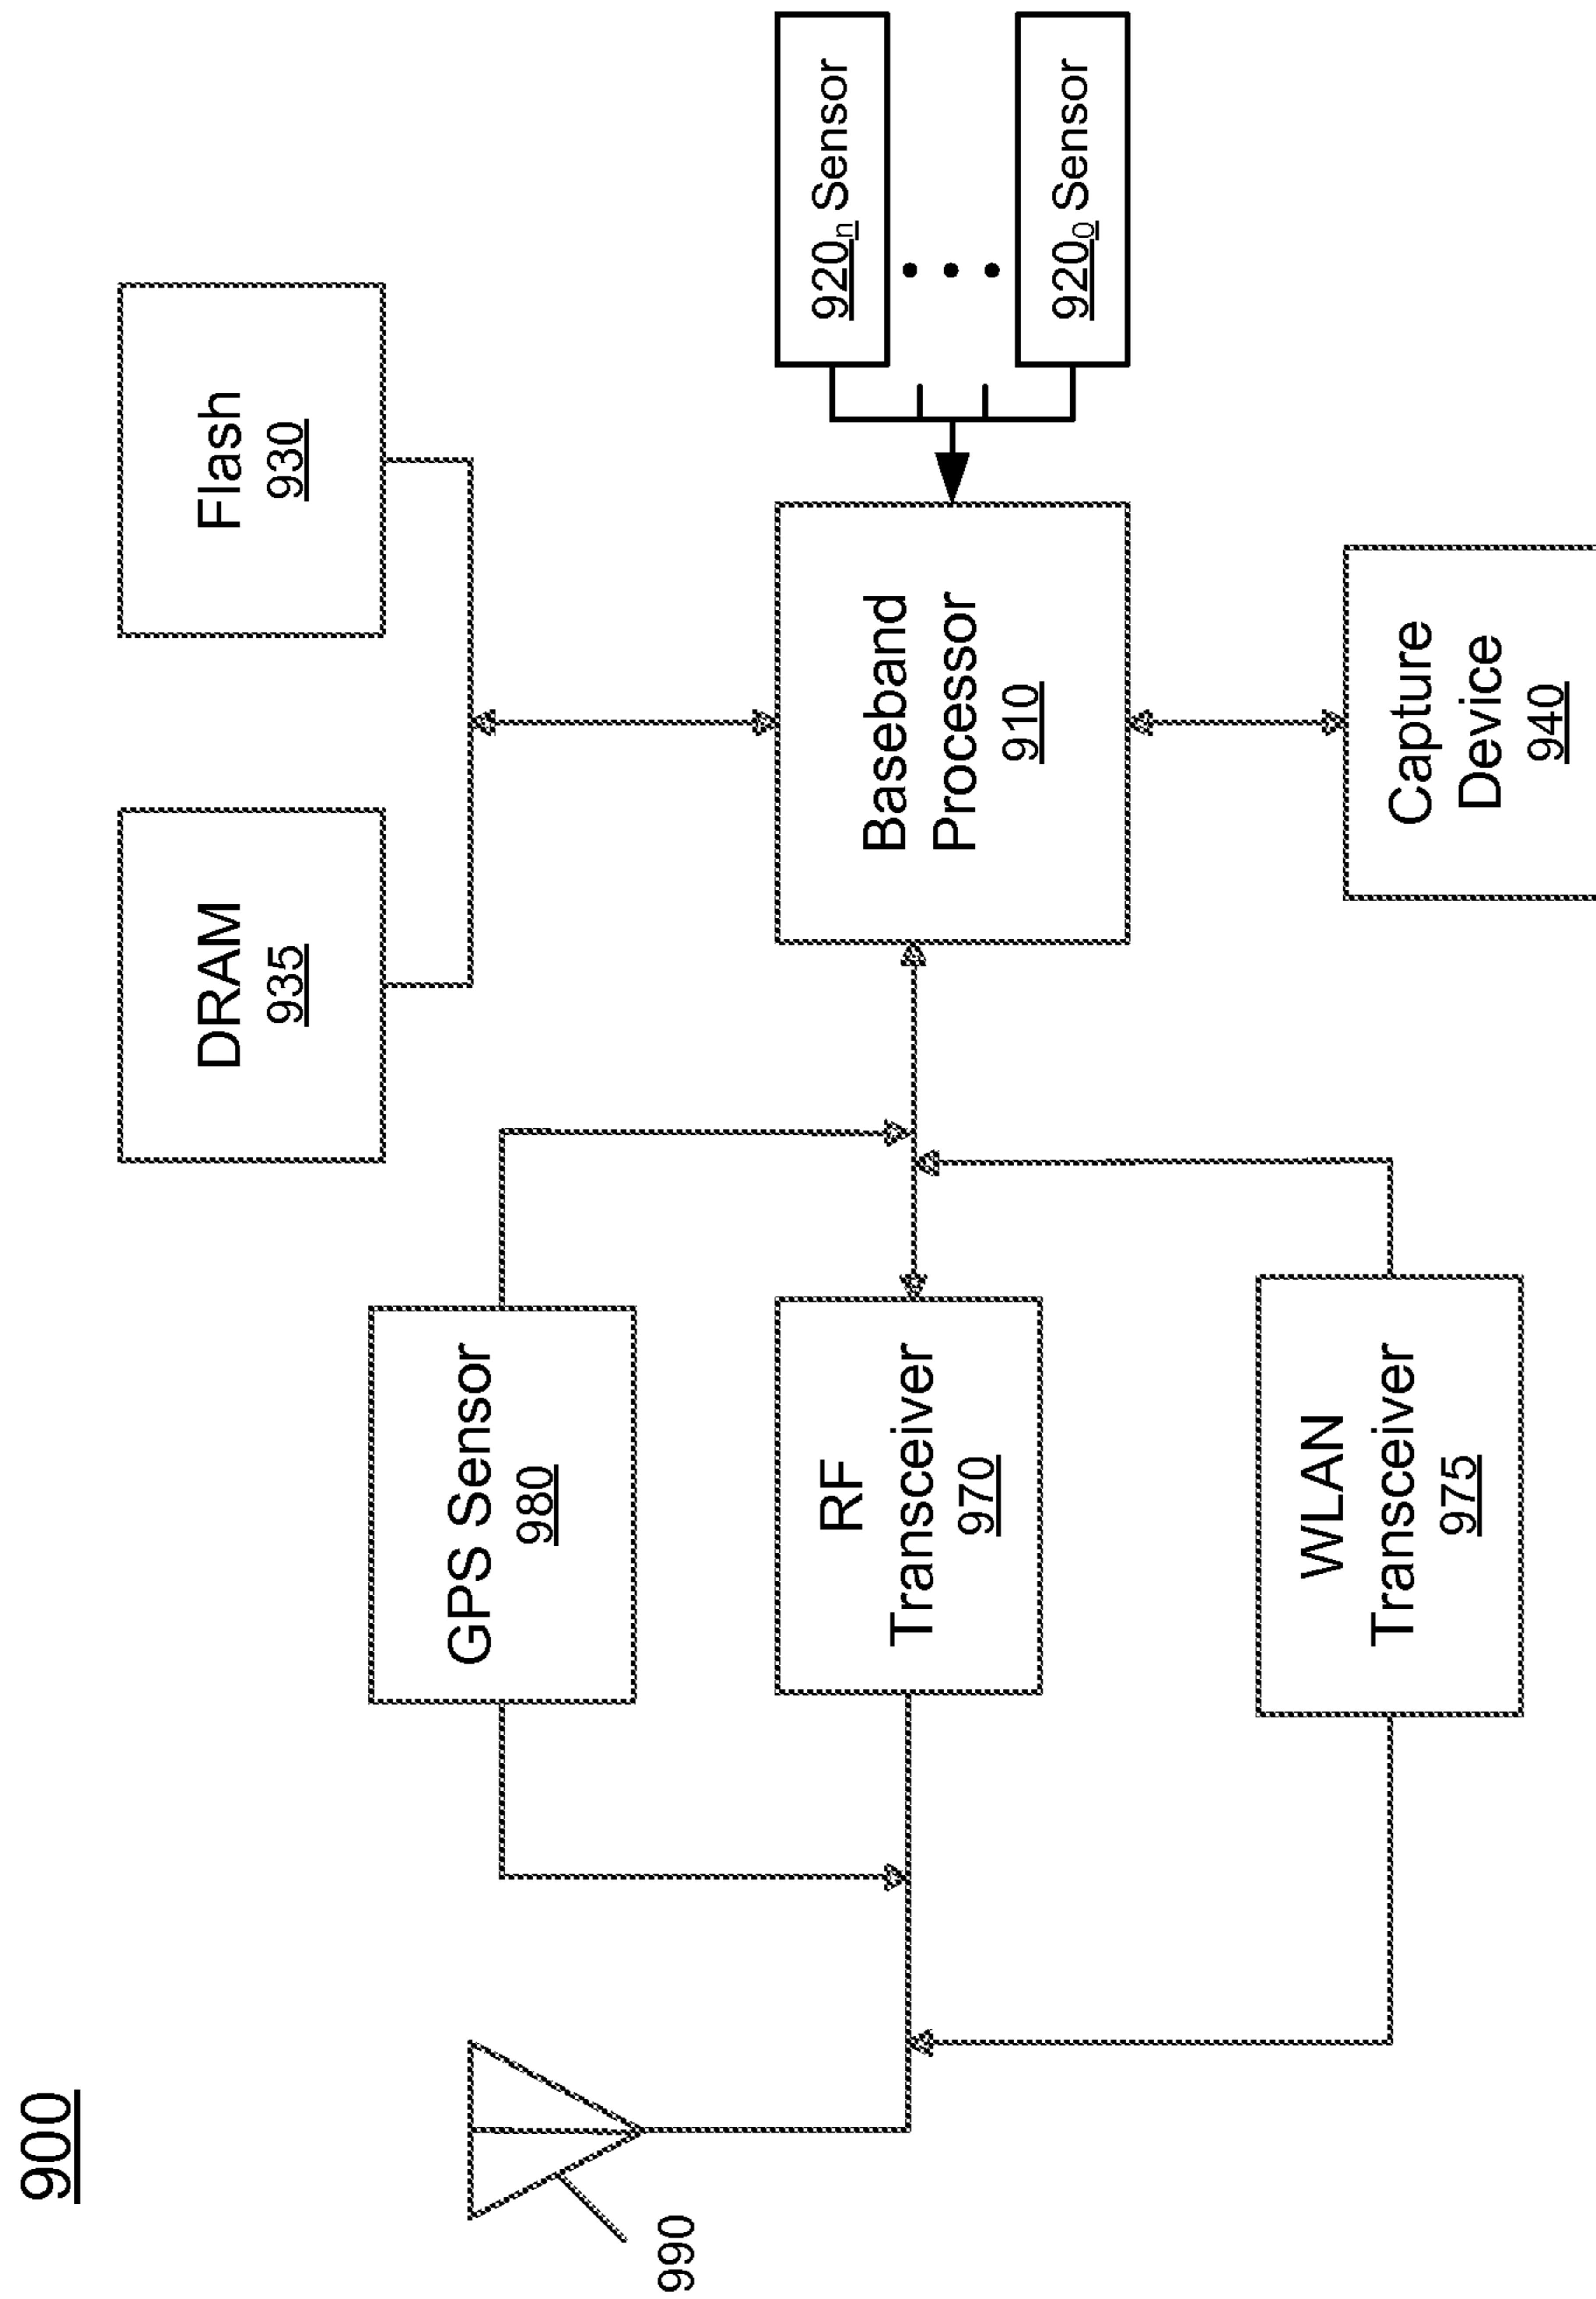 900
Flash
930
DRAM
935
920n Sensor
9200 Sensor
Baseband
Processor
910
Capture
Device
940
GPS Sensor
980
RF
Transceiver
970
WLAN
Transceiver
975
990